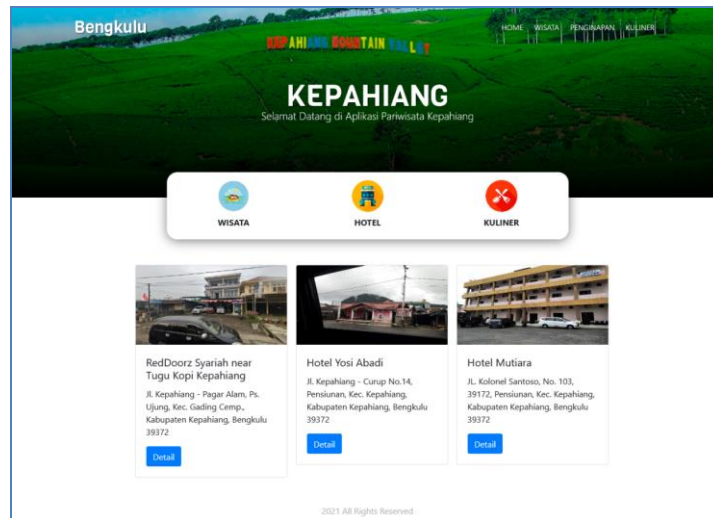 Bengkulu
HOME WISATA PENGINAPAN KULINER
KEPAHIANG MOUNTAIN VALLEY
KEPAHIANG
Selamat Datang di Aplikasi Pariwisata Kepahiang
WISATA HOTEL KULINER
RedDoorz Syariah near
Tugu Kopi Kepahiang
Jl. Kepahiang - Pagar Alam, Ps.
Ujung, Kec. Gading Cemp.,
Kabupaten Kepahiang, Bengkulu
39372
Detail
Hotel Yosi Abadi
Jl. Kepahiang - Curup No.14,
Pensiunan, Kec. Kepahiang,
Kabupaten Kepahiang, Bengkulu
39372
Detail
Hotel Mutiara
JL. Kolonel Santoso, No. 103,
39172, Pensiunan, Kec. Kepahiang,
Kabupaten Kepahiang, Bengkulu
39372
Detail
2021 All Rights Reserved